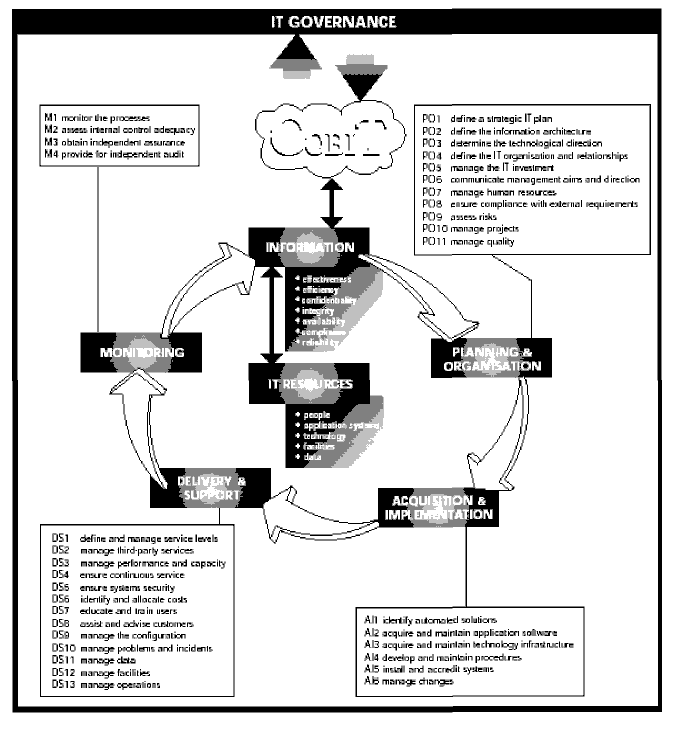 IT GOVERNANCE
M1 monitor the processes
M2 assess internal control adequacy
M3 obtain independent assurance
M4 provide for independent audit
COBIT
PO1 define a strategic IT plan
PO2 define the information architecture
PO3 determine the technological direction
PO4 define the IT organisation and relationships
PO5 manage the IT investment
PO6 communicate management aims and direction
PO7 manage human resources
PO8 ensure compliance with external requirements
PO9 assess risks
PO10 manage projects
PO11 manage quality
INFORMATION
effectiveness
efficiency
confidentiality
integrity
availability
compliance
reliability
MONITORING
PLANNING &
ORGANISATION
IT RESOURCES
people
application systems
technology
facilities
data
DELIVERY &
SUPPORT
ACQUISITION &
IMPLEMENTATION
DS1 define and manage service levels
DS2 manage third-party services
DS3 manage performance and capacity
DS4 ensure continuous service
DS5 ensure systems security
DS6 identify and allocate costs
DS7 educate and train users
DS8 assist and advise customers
DS9 manage the configuration
DS10 manage problems and incidents
DS11 manage data
DS12 manage facilities
DS13 manage operations
AI1 identify automated solutions
AI2 acquire and maintain application software
AI3 acquire and maintain technology infrastructure
AI4 develop and maintain procedures
AI5 install and accredit systems
AI6 manage changes